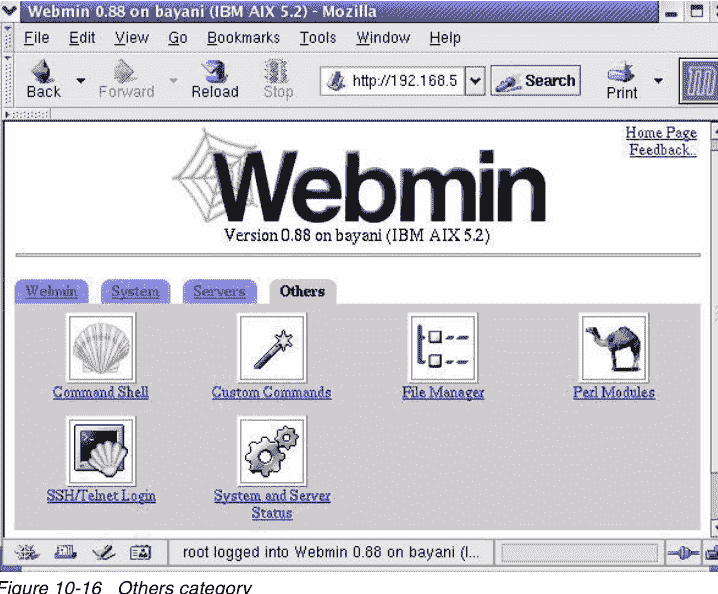 Webmin 0.88 on bayani (IBM AIX 5.2) - Mozilla
File Edit View Go Bookmarks Tools Window Help
Back Forward Reload Stop http://192.168.5 Search Print
Home Page
Feedback..
Webmin
Version 0.88 on bayani (IBM AIX 5.2)
Webmin System Servers Others
Command Shell Custom Commands File Manager Perl Modules
SSH/Telnet Login System and Server
Status
root logged into Webmin 0.88 on bayani (I...
Figure 10-16 Others category